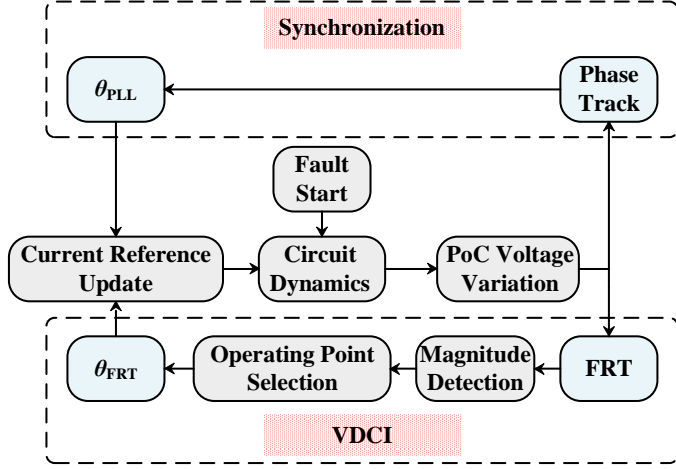 Synchronization
θPLL
Phase
Track
Fault
Start
Current Reference
Update
Circuit
Dynamics
PoC Voltage
Variation
θFRT
Operating Point
Selection
Magnitude
Detection
FRT
VDCI